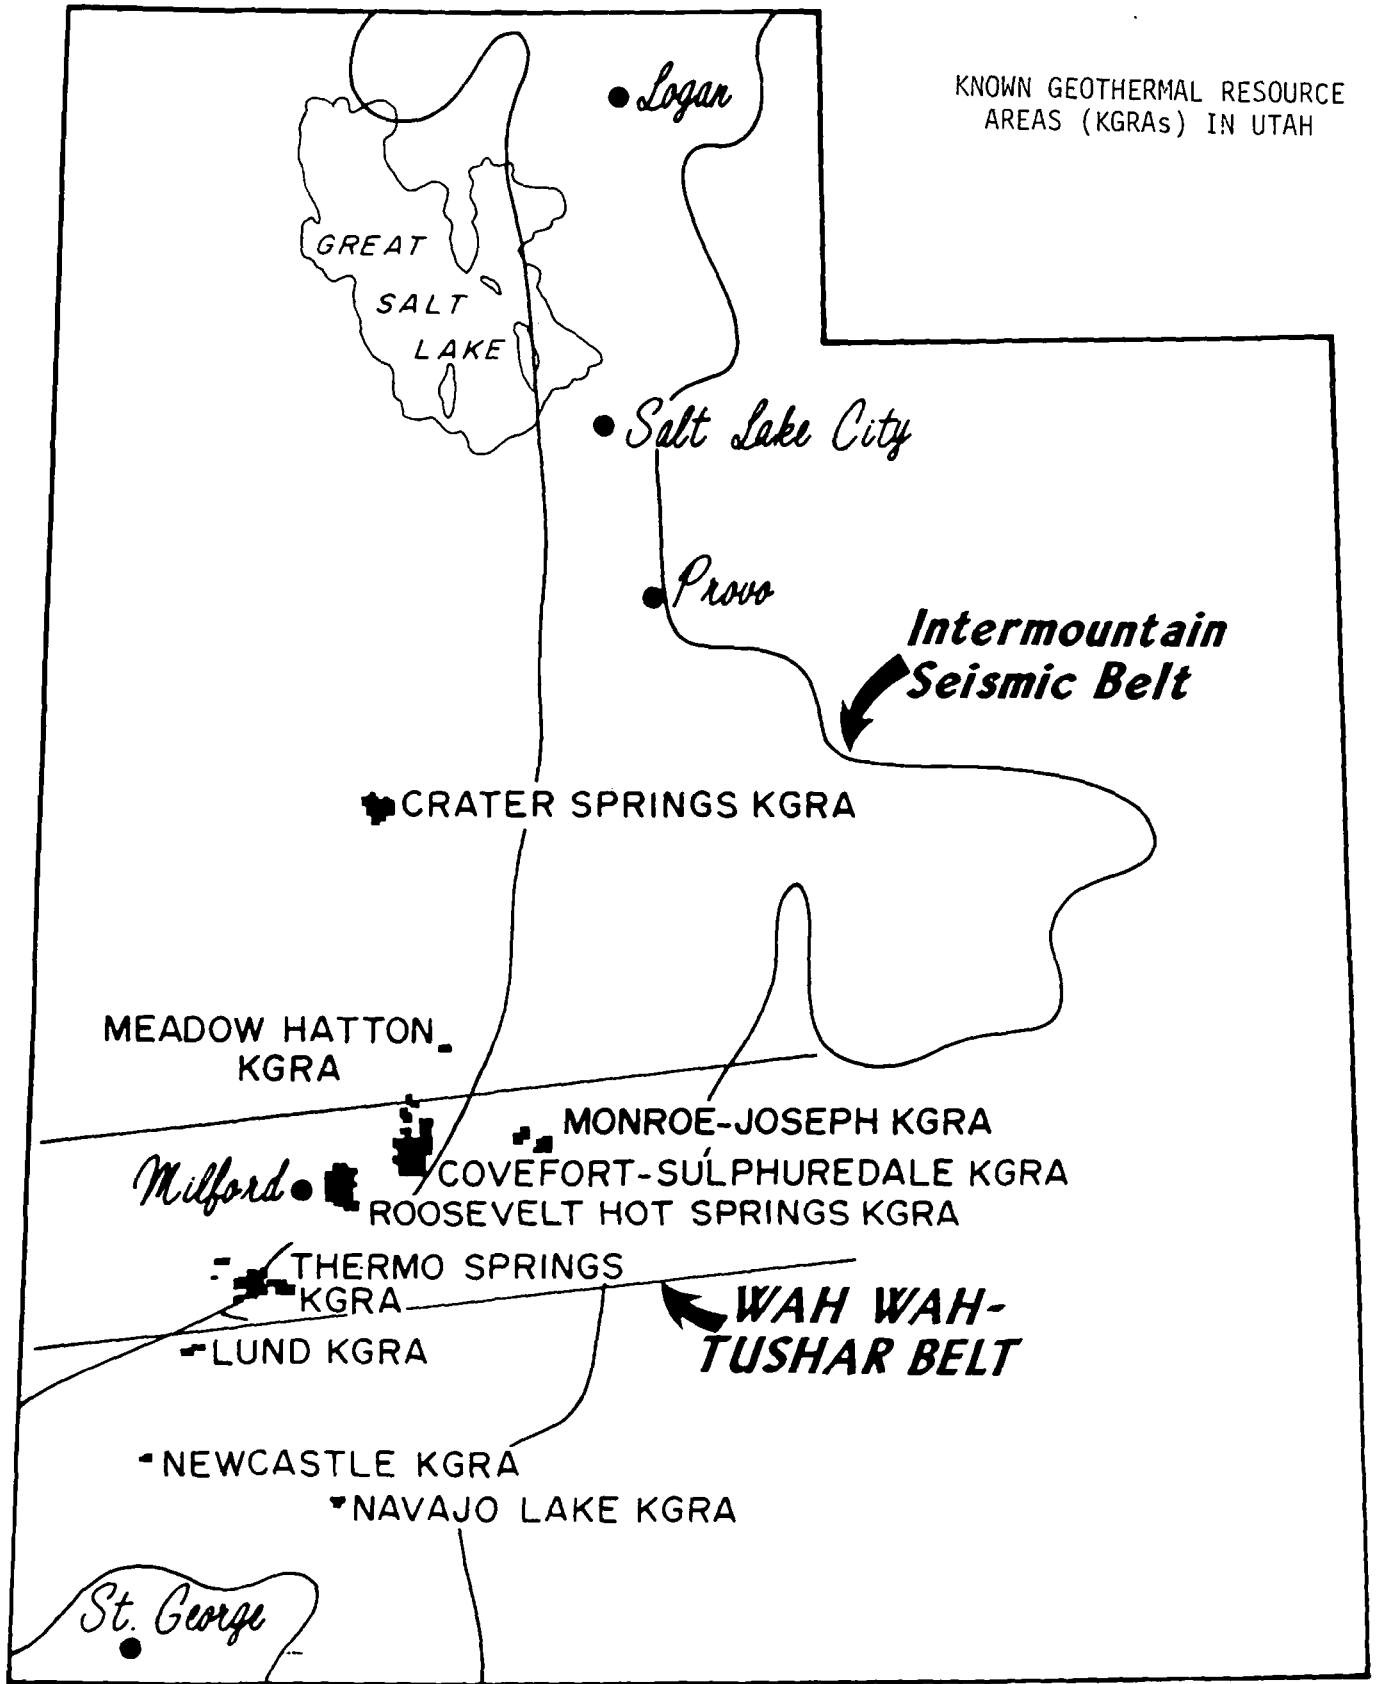 KNOWN GEOTHERMAL RESOURCE
AREAS (KGRAs) IN UTAH
Logan
GREAT
SALT
LAKE
Salt Lake City
Provo
Intermountain
Seismic Belt
CRATER SPRINGS KGRA
MEADOW HATTON
KGRA
MONROE-JOSEPH KGRA
COVEFORT-SULPHUREDALE KGRA
Milford
ROOSEVELT HOT SPRINGS KGRA
THERMO SPRINGS
KGRA
WAH WAH-
TUSHAR BELT
LUND KGRA
NEWCASTLE KGRA
NAVAJO LAKE KGRA
St. George